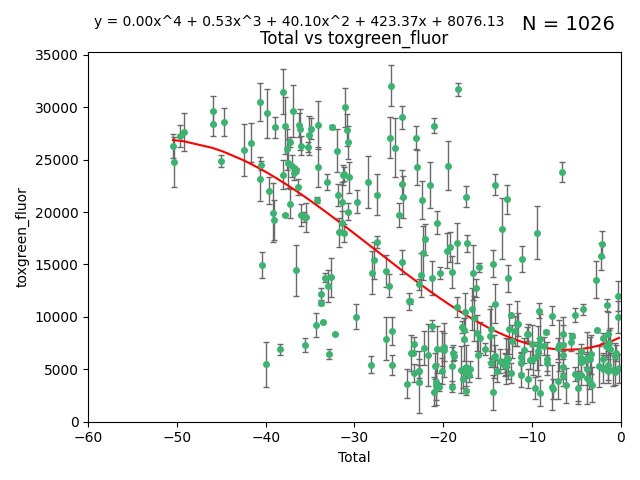 y = 0.00x^4 + 0.53x^3 + 40.10x^2 + 423.37x + 8076.13 N = 1026
Total vs toxgreen_fluor
35000
30000
25000
20000
15000
10000
5000
0
toxgreen_fluor
−60 −50 −40 −30 −20 −10 0
Total